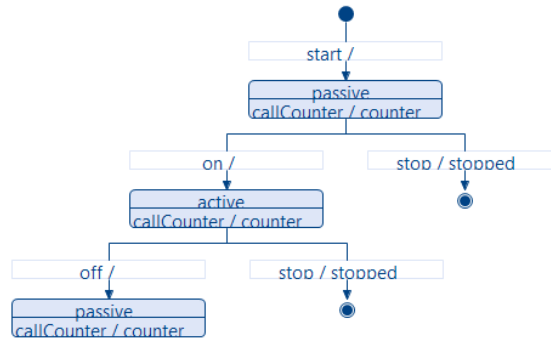 start /
passive
callCounter / counter
on /
stop / stopped
active
callCounter / counter
off /
stop / stopped
passive
callCounter / counter